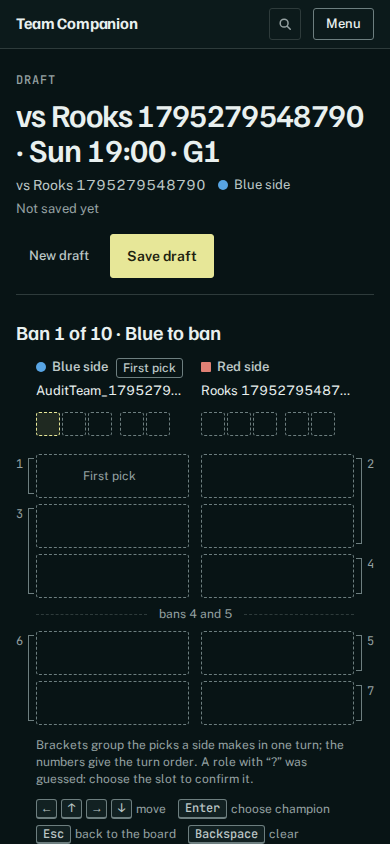 Team Companion
Menu
DRAFT
vs Rooks 1795279548790
· Sun 19:00 · G1
vs Rooks 1795279548790 Blue side
Not saved yet
New draft Save draft
Ban 1 of 10 · Blue to ban
Blue side First pick Red side
AuditTeam_1795279... Rooks 17952795487...
1 First pick 2
3
4
bans 4 and 5
6 5
7
Brackets group the picks a side makes in one turn; the
numbers give the turn order. A role with “?” was
guessed: choose the slot to confirm it.
← ↑ → ↓ move Enter choose champion
Esc back to the board Backspace clear